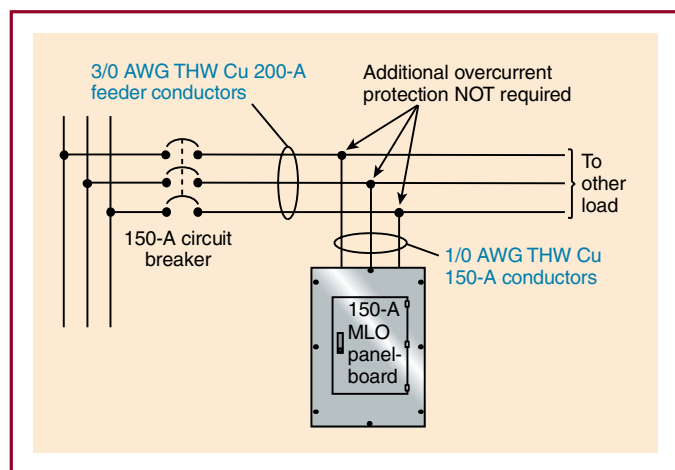 3/0 AWG THW Cu 200-A
feeder conductors
Additional overcurrent
protection NOT required
To
other
load
150-A circuit
breaker
1/0 AWG THW Cu
150-A conductors
150-A
MLO
panel-
board